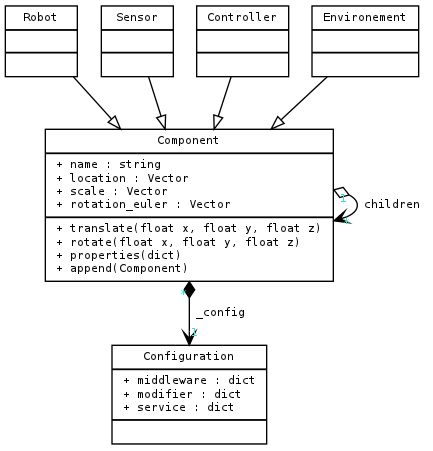 Robot
Sensor
Controller
Environement
Component
+ name : string
+ location : Vector
+ scale : Vector
+ rotation_euler : Vector
+ translate(float x, float y, float z)
+ rotate(float x, float y, float z)
+ properties(dict)
+ append(Component)
children
_config
Configuration
+ middleware : dict
+ modifier : dict
+ service : dict